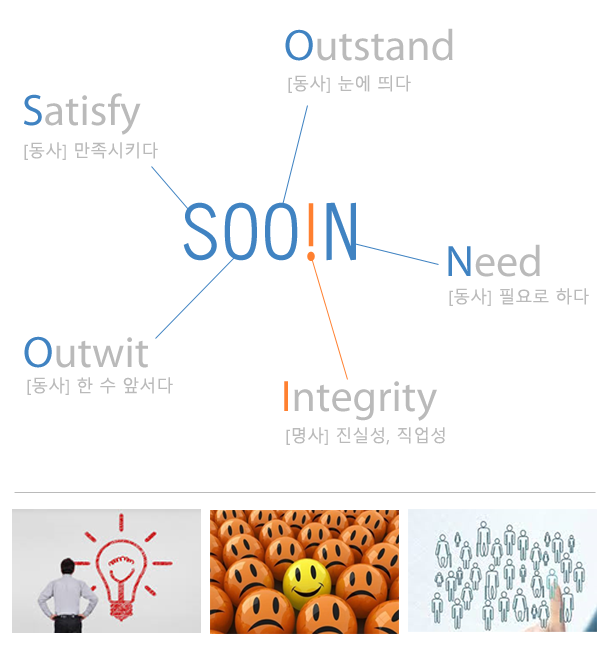 Outstand
[동사] 눈에 띄다
Satisfy
[동사] 만족시키다
SOO!N
Need
[동사] 필요로 하다
Outwit
[동사] 한 수 앞서다
Integrity
[명사] 진실성, 직업성